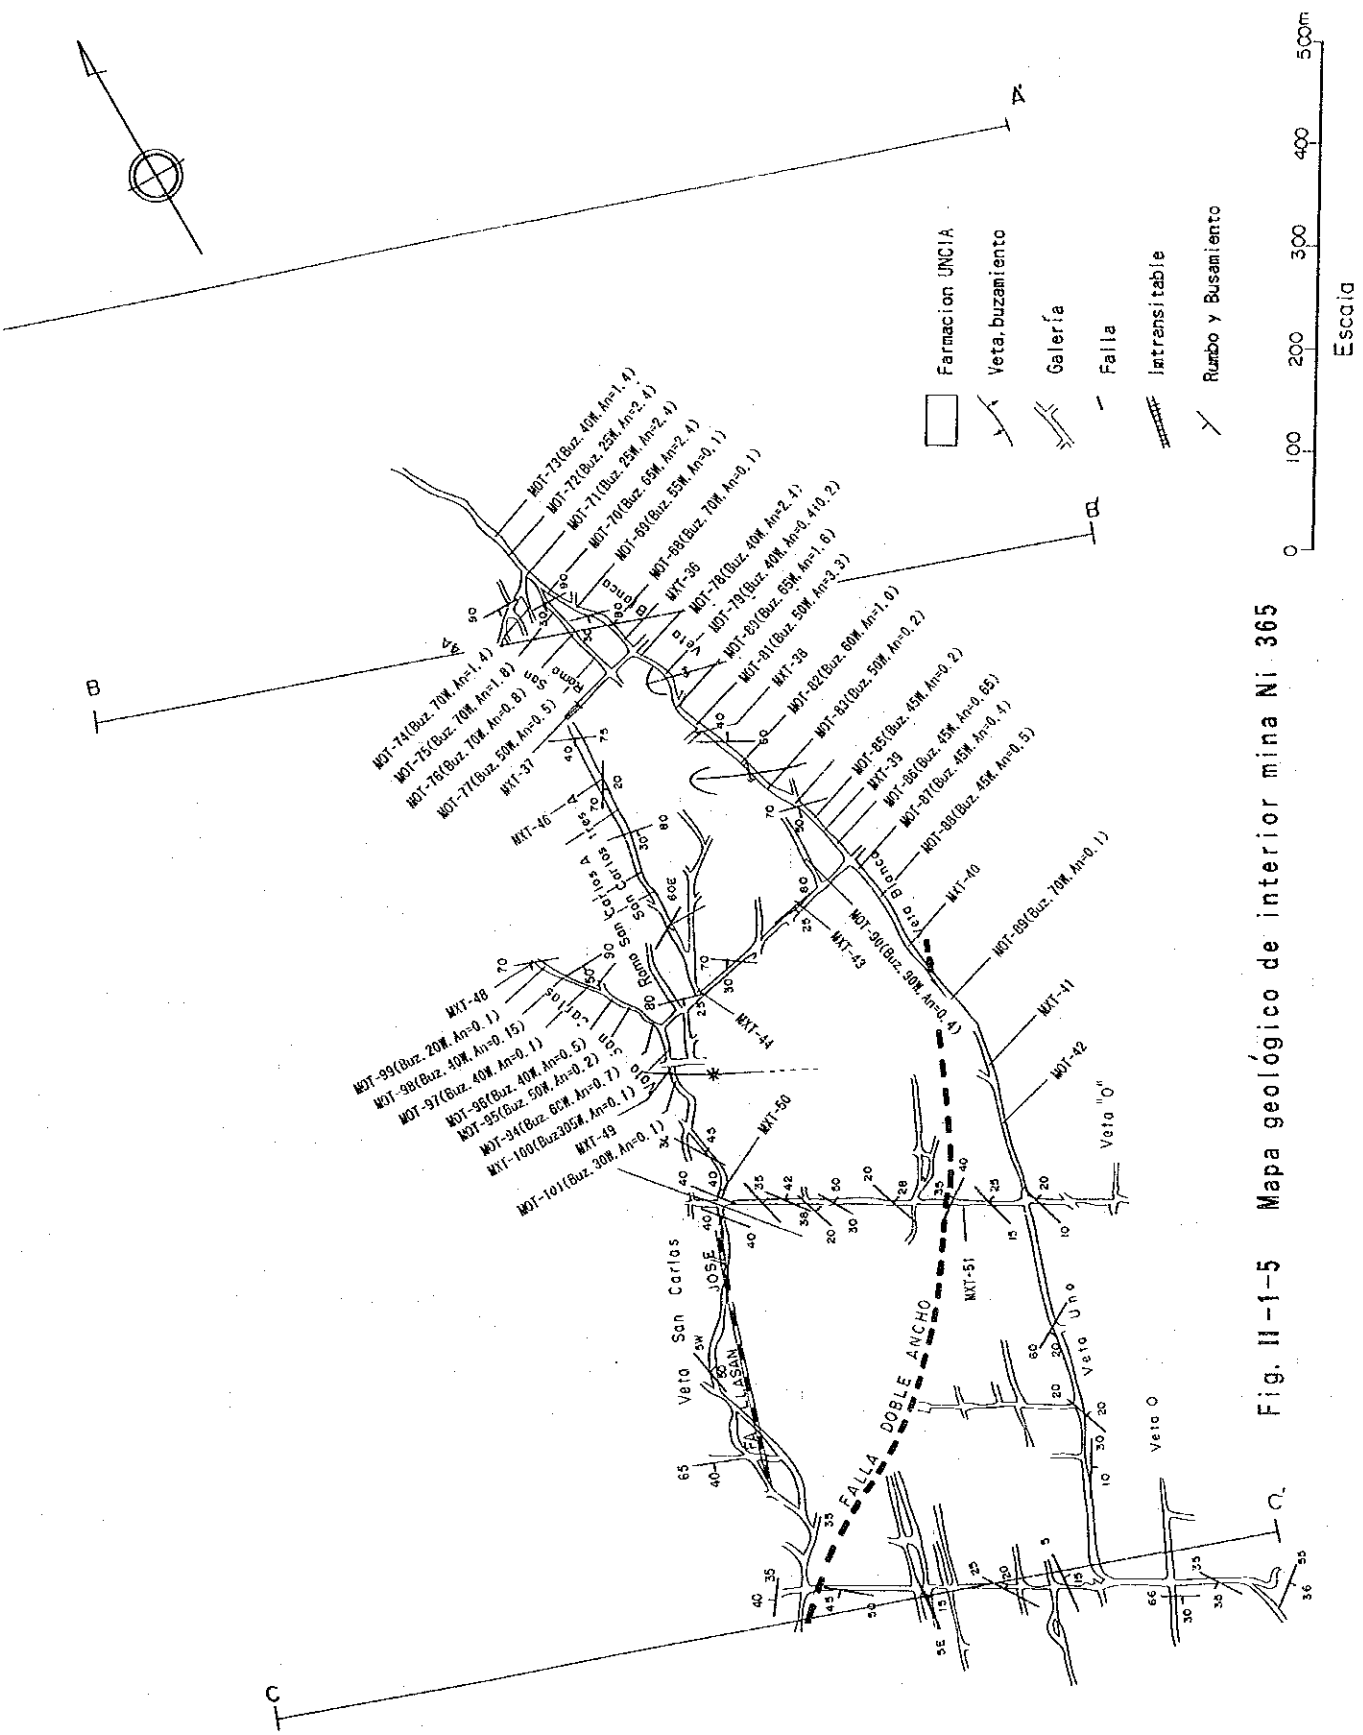 A'
MOT-73(Buz. 40W, An=1.4)
MOT-72(Buz. 25W, An=2.4)
MOT-71(Buz. 25W, An=2.4)
MOT-70(Buz. 65W, An=2.4)
MOT-69(Buz. 55W, An=0.1)
MOT-68(Buz. 70W, An=0.1)
MXT-36
MOT-78(Buz. 40W, An=2.4)
MOT-79(Buz. 40W, An=0.4+0.2)
MOT-80(Buz. 65W, An=1.6)
MOT-81(Buz. 50W, An=3.3)
MXT-38
MOT-82(Buz. 60W, An=1.0)
MOT-83(Buz. 50W, An=0.2)
MOT-85(Buz. 45W, An=0.2)
MXT-39
MOT-86(Buz. 45W, An=0.65)
MOT-87(Buz. 45W, An=0.4)
MOT-88(Buz. 45W, An=0.5)
MXT-40
MOT-89(Buz. 70W, An=0.1)
MXT-41
MOT-42
MOT-90(Buz. 90W, An=0.4)
MXT-43
MXT-44
MXT-50
MXT-51
B
B'
4A
MOT-74(Buz. 70W, An=1.4)
MOT-75(Buz. 70W, An=1.8)
MOT-76(Buz. 70W, An=0.8)
MOT-77(Buz. 50W, An=0.5)
MXT-37
MXT-46
Ramo San
Veta Blanca
Veta Blanca
San Carlos tres A
San Carlos A
Ramo San Carlos
Veta San Carlos
MXT-48
MOT-99(Buz. 20W, An=0.1)
MOT-98(Buz. 40W, An=0.15)
MOT-97(Buz. 40W, An=0.1)
MOT-96(Buz. 40W, An=0.5)
MOT-95(Buz. 50W, An=0.2)
MOT-94(Buz. 60W, An=0.7)
MXT-100(Buz305W, An=0.1)
MXT-49
MOT-101(Buz. 30W, An=0.1)
Veta San Carlos
FALLA SAN JOSE
FALLA DOBLE ANCHO
Veta "O"
Veta Uno
Veta O
C
60E
5W
5E
Farmacion UNCIA
Veta, buzamiento
Galería
Falla
Imtransitable
Rumbo y Busamiento
0 100 200 300 400 500m
Escala
Fig. II-1-5 Mapa geológico de interior mina Ni 365